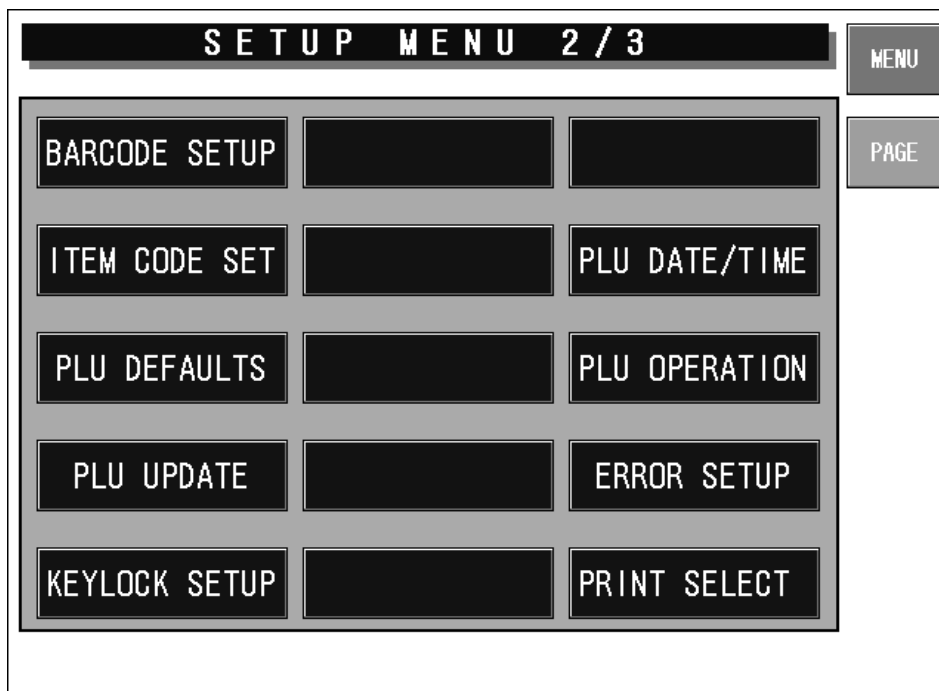 SETUP MENU 2/3
MENU
PAGE
BARCODE SETUP
ITEM CODE SET
PLU DATE/TIME
PLU DEFAULTS
PLU OPERATION
PLU UPDATE
ERROR SETUP
KEYLOCK SETUP
PRINT SELECT